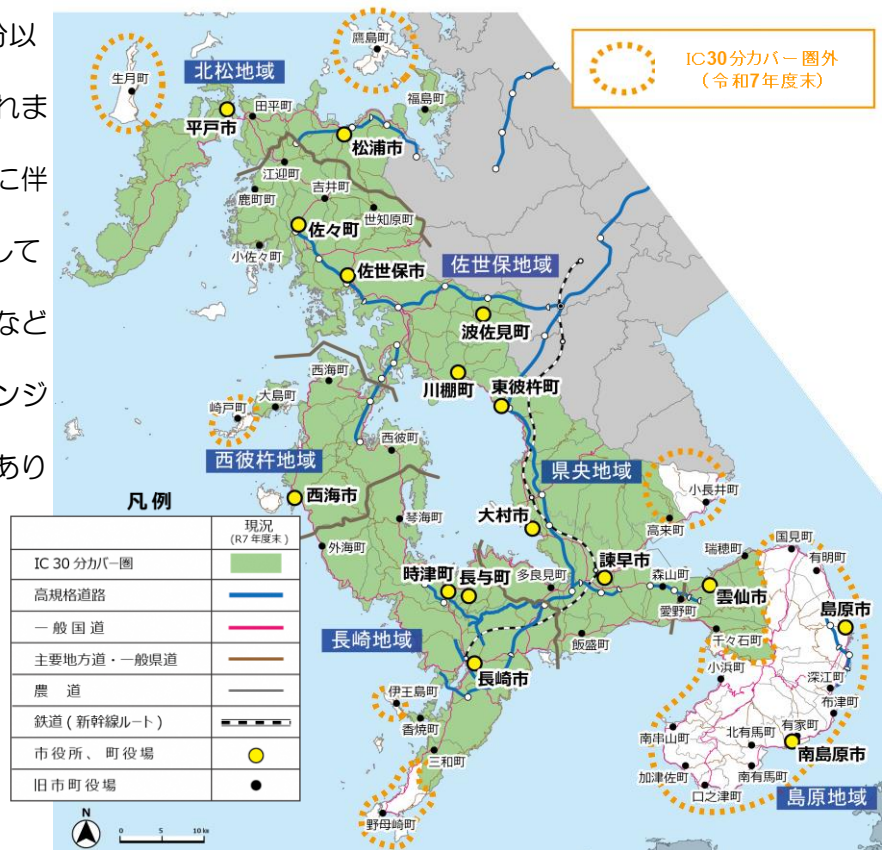 分以
れま
に伴
して
など
ンジ
あり
IC30分カバー圏外
(令和7年度末)
鷹島町
生月町
北松地域
福島町
田平町
平戸市
松浦市
江迎町
吉井町
鹿町町
世知原町
佐々町
小佐々町
佐世保地域
佐世保市
波佐見町
西海町
川棚町
東彼杵町
崎戸町
大島町
西彼町
西彼杵地域
県央地域
西海市
小長井町
大村市
高来町
琴海町
外海町
国見町
瑞穂町
有明町
諫早市
時津町
長与町
多良見町
森山町
雲仙市
島原市
愛野町
長崎地域
飯盛町
千々石町
小浜町
長崎市
深江町
伊王島町
布津町
香焼町
有家町
南串山町
北有馬町
三和町
南島原市
加津佐町
南有馬町
口之津町
島原地域
野母崎町
凡例
現況
(R7年度末)
IC 30分カバー圏
高規格道路
一般国道
主要地方道・一般県道
農 道
鉄道(新幹線ルート)
市役所、町役場
旧市町役場
N
0 5 10km